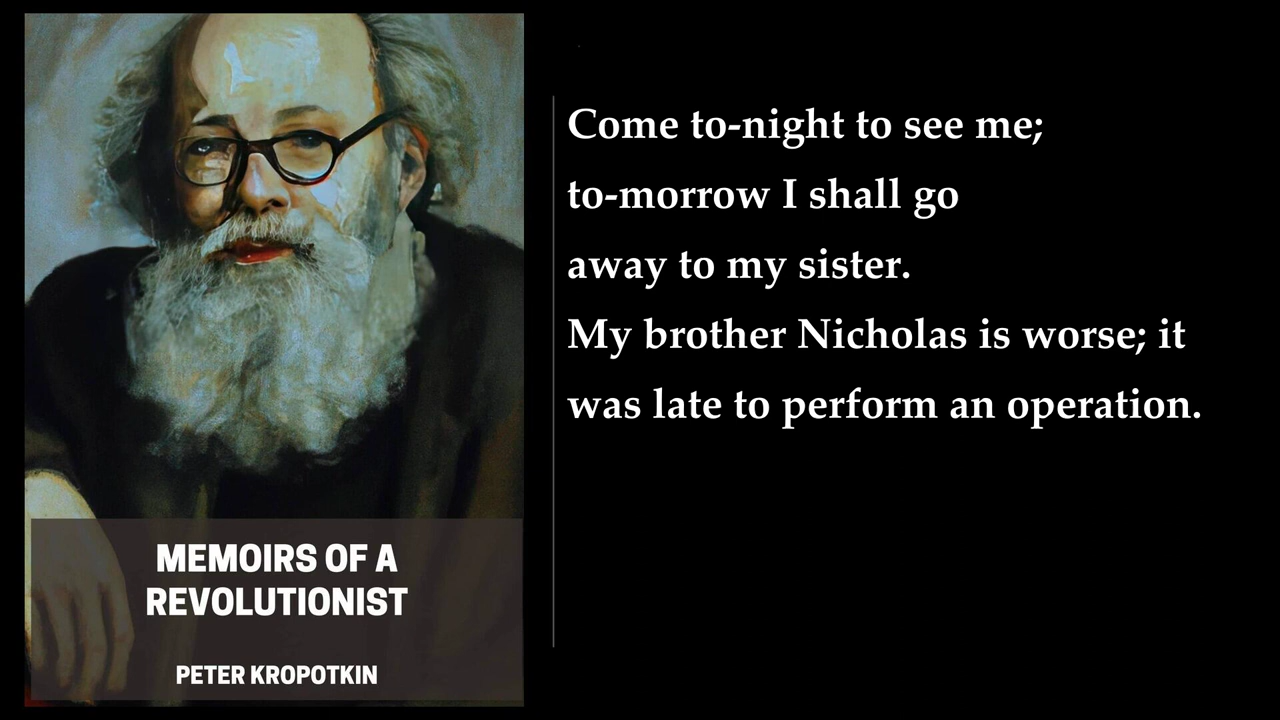 Come to-night to see me;
to-morrow I shall go
away to my sister.
My brother Nicholas is worse; it
was late to perform an operation.
MEMOIRS OF A
REVOLUTIONIST
PETER KROPOTKIN